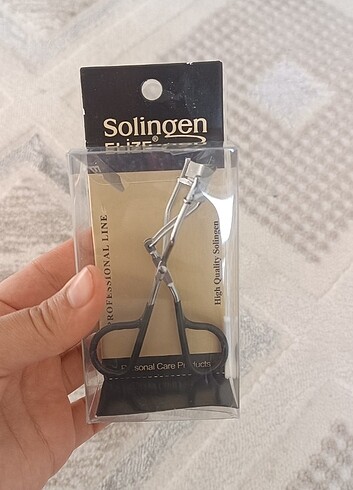 Solingen®
ELiZE
PROFESSIONAL LINE
High Quality Solingen
Personal Care Products